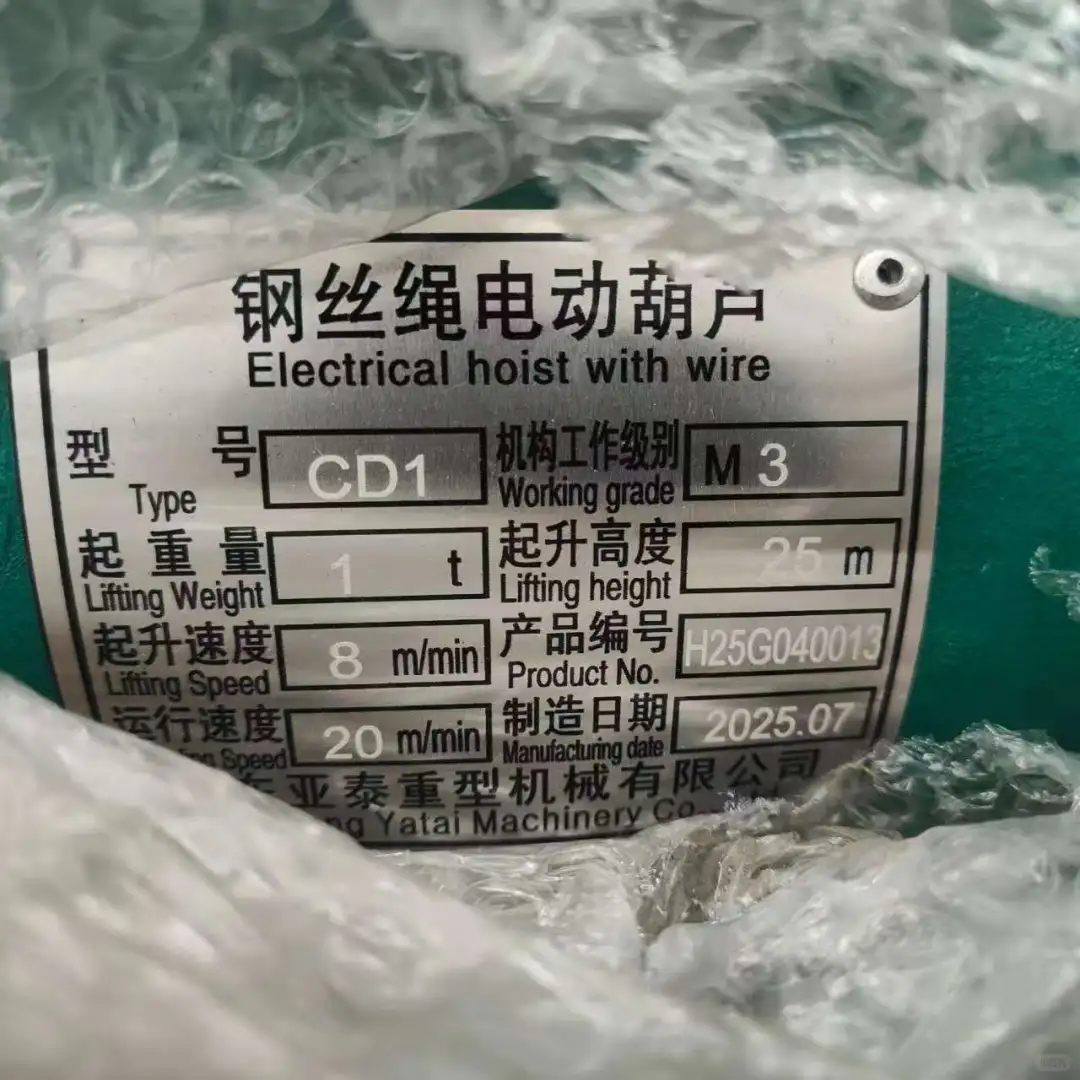 钢丝绳电动葫芦
Electrical hoist with wire
型号 CD1 机构工作级别 M 3
Type Working grade
起重量 1 t 起升高度 25 m
Lifting Weight Lifting height
起升速度 8 m/min 产品编号 H25G040013
Lifting Speed Product No.
运行速度 20 m/min 制造日期 2025.07
Speed Manufacturing date
亚泰重型机械有限公司
Yatai Machinery Co